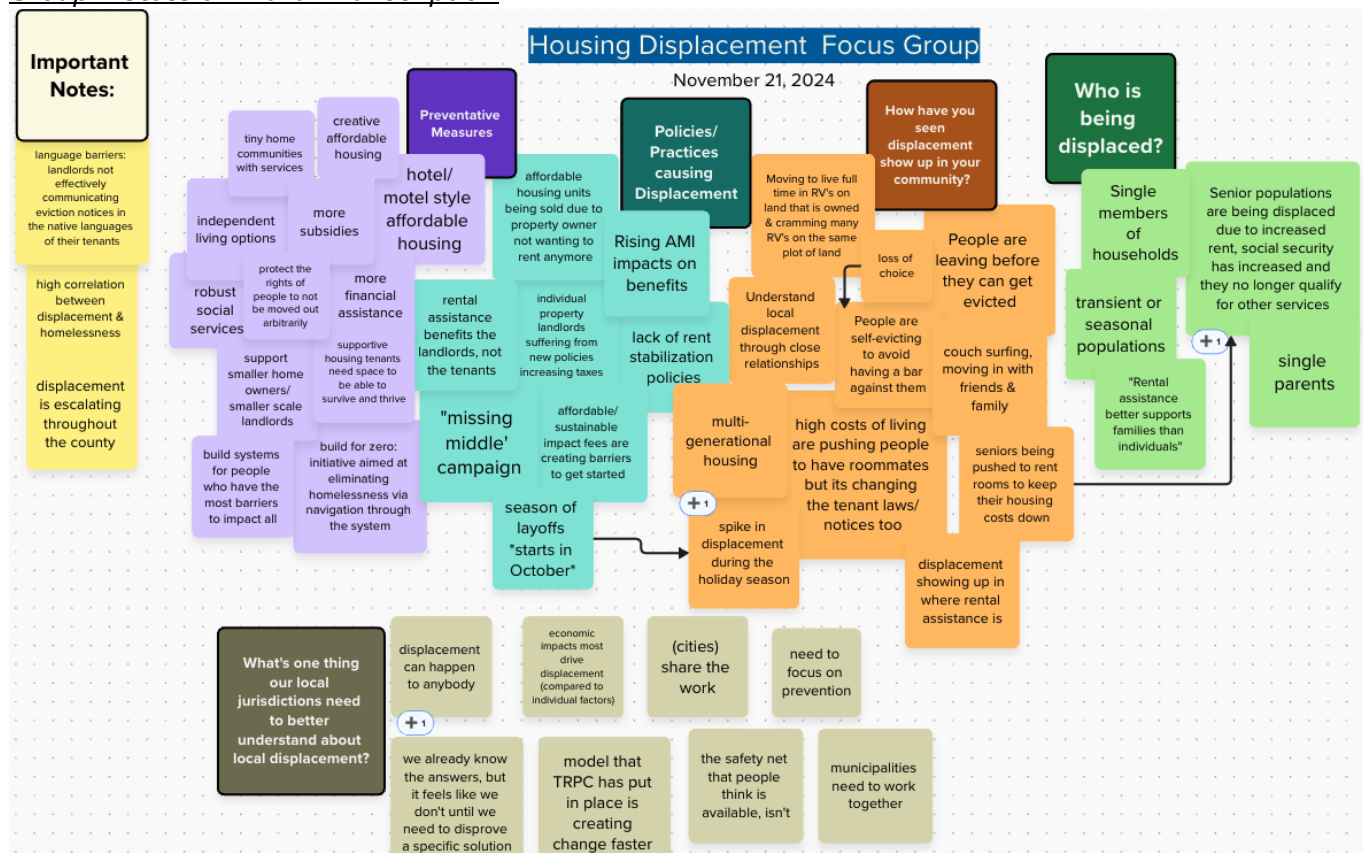 Housing Displacement Focus Group
November 21, 2024
Important
Notes:
language barriers:
landlords not
effectively
communicating
eviction notices in
the native languages
of their tenants
high correlation
between
displacement &
homelessness
displacement
is escalating
throughout
the county
Preventative
Measures
tiny home
communities
with services
creative
affordable
housing
hotel/
motel style
affordable
housing
independent
living options
more
subsidies
robust
social
services
protect the
rights of
people to not
be moved out
arbitrarily
more
financial
assistance
support
smaller home
owners/
smaller scale
landlords
supportive
housing tenants
need space to
be able to
survive and thrive
build systems
for people
who have the
most barriers
to impact all
build for zero:
initiative aimed at
eliminating
homelessness via
navigation through
the system
Policies/
Practices
causing
Displacement
affordable
housing units
being sold due to
property owner
not wanting to
rent anymore
Rising AMI
impacts on
benefits
rental
assistance
benefits the
landlords, not
the tenants
individual
property
landlords
suffering from
new policies
increasing taxes
lack of rent
stabilization
policies
"missing
middle'
campaign
affordable/
sustainable
impact fees are
creating barriers
to get started
season of
layoffs
*starts in
October*
How have you
seen
displacement
show up in your
community?
Moving to live full
time in RV's on
land that is owned
& cramming many
RV's on the same
plot of land
loss of
choice
People are
leaving before
they can get
evicted
Understand
local
displacement
through close
relationships
People are
self-evicting
to avoid
having a bar
against them
couch surfing,
moving in with
friends &
family
multi-
generational
housing
+ 1
high costs of living
are pushing people
to have roommates
but its changing
the tenant laws/
notices too
seniors being
pushed to rent
rooms to keep
their housing
costs down
spike in
displacement
during the
holiday season
displacement
showing up in
where rental
assistance is
Who is
being
displaced?
Single
members
of
households
Senior populations
are being displaced
due to increased
rent, social security
has increased and
they no longer qualify
for other services
+ 1
transient or
seasonal
populations
single
parents
"Rental
assistance
better supports
families than
individuals"
What's one thing
our local
jurisdictions need
to better
understand about
local displacement?
displacement
can happen
to anybody
+ 1
economic
impacts most
drive
displacement
(compared to
individual factors)
(cities)
share the
work
need to
focus on
prevention
we already know
the answers, but
it feels like we
don't until we
need to disprove
a specific solution
model that
TRPC has put
in place is
creating
change faster
the safety net
that people
think is
available, isn't
municipalities
need to work
together